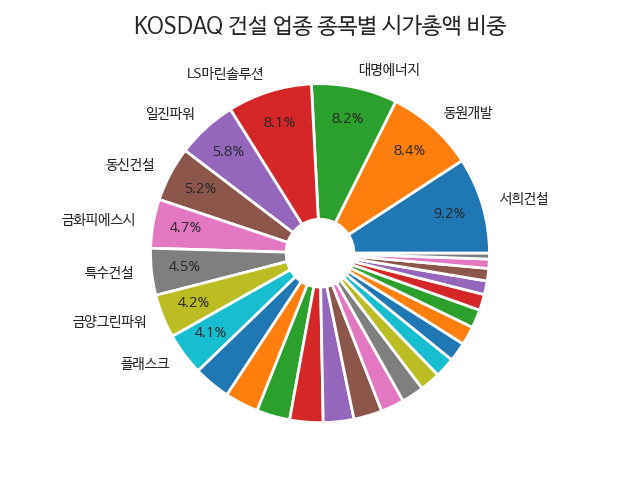 KOSDAQ 건설 업종 종목별 시가총액 비중
LS마린솔루션
대명에너지
일진파워
동원개발
동신건설
서희건설
금화피에스시
특수건설
금양그린파워
플래스크
8.1%
8.2%
5.8%
8.4%
5.2%
9.2%
4.7%
4.5%
4.2%
4.1%